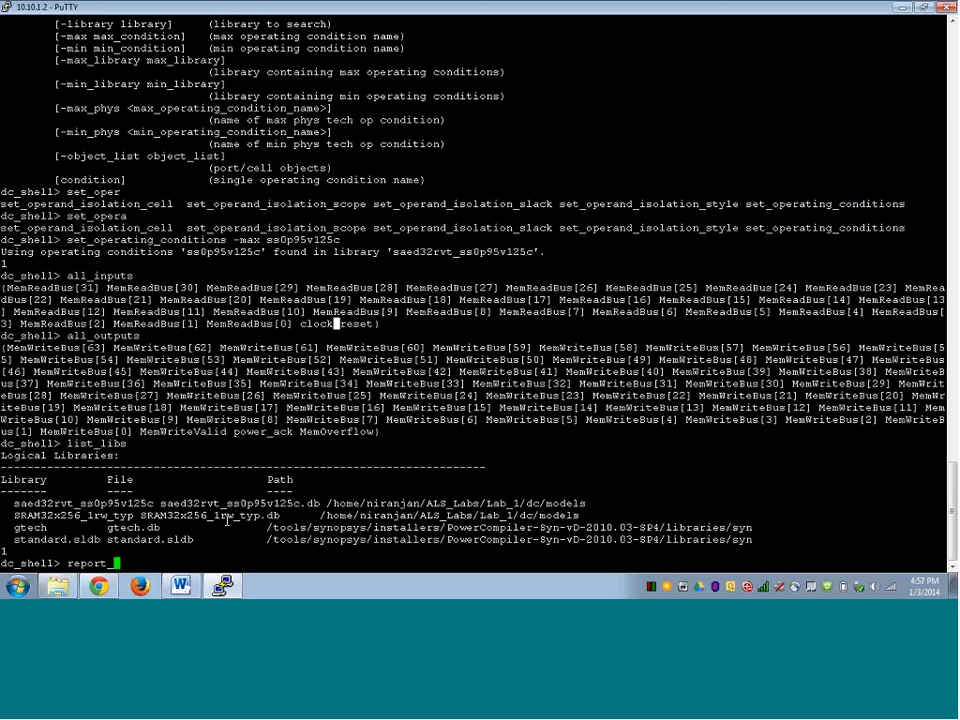 10.10.1.2 - PuTTY
[-library library]   (library to search)
[-max max_condition]   (max operating condition name)
[-min min_condition]   (min operating condition name)
[-max_library max_library]
(library containing max operating conditions)
[-min_library min_library]
(library containing min operating conditions)
[-max_phys <max_operating_condition_name>]
(name of max phys tech op condition)
[-min_phys <min_operating_condition_name>]
(name of min phys tech op condition)
[-object_list object_list]
(port/cell objects)
[condition]   (single operating condition name)
dc_shell> set_oper
set_operand_isolation_cell  set_operand_isolation_scope set_operand_isolation_slack set_operand_isolation_style set_operating_conditions
dc_shell> set_opera
set_operand_isolation_cell  set_operand_isolation_scope set_operand_isolation_slack set_operand_isolation_style set_operating_conditions
dc_shell> set_operating_conditions -max ss0p95v125c
Using operating conditions 'ss0p95v125c' found in library 'saed32rvt_ss0p95v125c'.
1
dc_shell> all_inputs
{MemReadBus[31] MemReadBus[30] MemReadBus[29] MemReadBus[28] MemReadBus[27] MemReadBus[26] MemReadBus[25] MemReadBus[24] MemReadBus[23] MemRea
dBus[22] MemReadBus[21] MemReadBus[20] MemReadBus[19] MemReadBus[18] MemReadBus[17] MemReadBus[16] MemReadBus[15] MemReadBus[14] MemReadBus[13
] MemReadBus[12] MemReadBus[11] MemReadBus[10] MemReadBus[9] MemReadBus[8] MemReadBus[7] MemReadBus[6] MemReadBus[5] MemReadBus[4] MemReadBus[
3] MemReadBus[2] MemReadBus[1] MemReadBus[0] clock reset}
dc_shell> all_outputs
{MemWriteBus[63] MemWriteBus[62] MemWriteBus[61] MemWriteBus[60] MemWriteBus[59] MemWriteBus[58] MemWriteBus[57] MemWriteBus[56] MemWriteBus[5
5] MemWriteBus[54] MemWriteBus[53] MemWriteBus[52] MemWriteBus[51] MemWriteBus[50] MemWriteBus[49] MemWriteBus[48] MemWriteBus[47] MemWriteBus
[46] MemWriteBus[45] MemWriteBus[44] MemWriteBus[43] MemWriteBus[42] MemWriteBus[41] MemWriteBus[40] MemWriteBus[39] MemWriteBus[38] MemWriteB
us[37] MemWriteBus[36] MemWriteBus[35] MemWriteBus[34] MemWriteBus[33] MemWriteBus[32] MemWriteBus[31] MemWriteBus[30] MemWriteBus[29] MemWrit
eBus[28] MemWriteBus[27] MemWriteBus[26] MemWriteBus[25] MemWriteBus[24] MemWriteBus[23] MemWriteBus[22] MemWriteBus[21] MemWriteBus[20] MemWr
iteBus[19] MemWriteBus[18] MemWriteBus[17] MemWriteBus[16] MemWriteBus[15] MemWriteBus[14] MemWriteBus[13] MemWriteBus[12] MemWriteBus[11] Mem
WriteBus[10] MemWriteBus[9] MemWriteBus[8] MemWriteBus[7] MemWriteBus[6] MemWriteBus[5] MemWriteBus[4] MemWriteBus[3] MemWriteBus[2] MemWriteB
us[1] MemWriteBus[0] MemWriteValid power_ack MemOverflow}
dc_shell> list_libs
Logical Libraries:
-------------------------------------------------------------------------------
Library          File              Path
-------          ----              ----
saed32rvt_ss0p95v125c saed32rvt_ss0p95v125c.db /home/niranjan/ALS_Labs/Lab_1/dc/models
SRAM32x256_1rw_typ SRAM32x256_1rw_typ.db       /home/niranjan/ALS_Labs/Lab_1/dc/models
gtech          gtech.db          /tools/synopsys/installers/PowerCompiler-Syn-vD-2010.03-SP4/libraries/syn
standard.sldb standard.sldb     /tools/synopsys/installers/PowerCompiler-Syn-vD-2010.03-SP4/libraries/syn
1
dc_shell> report_
4:57 PM
1/3/2014